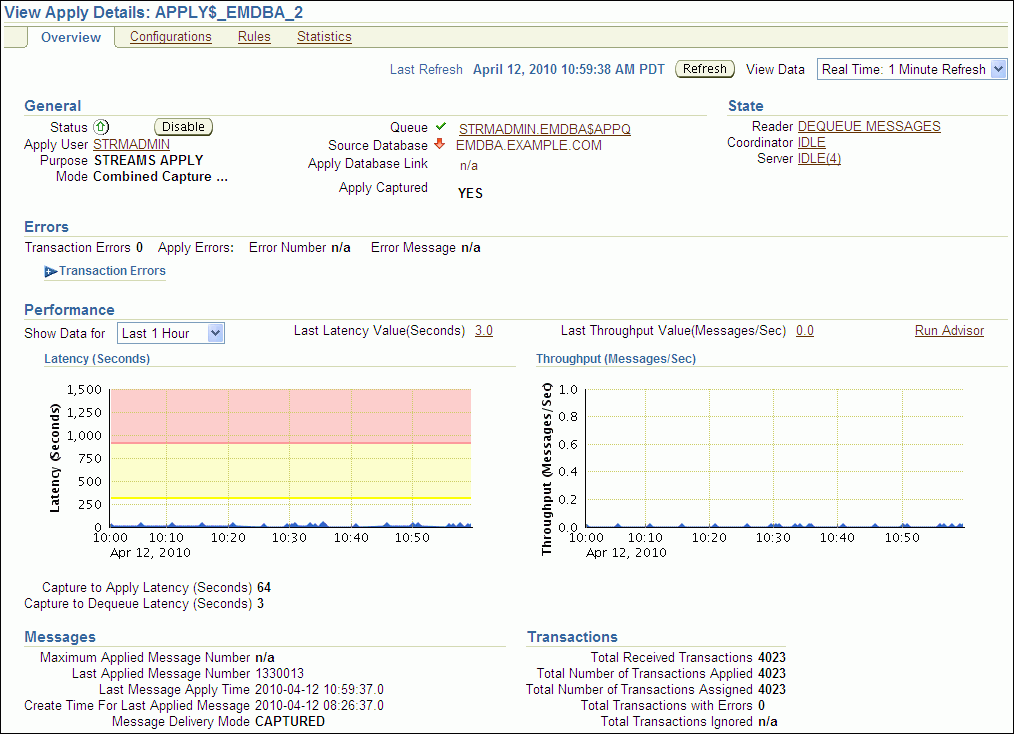 View Apply Details: APPLY$_EMDBA_2
Overview Configurations Rules Statistics
Last Refresh April 12, 2010 10:59:38 AM PDT Refresh View Data Real Time: 1 Minute Refresh
General
Status Disable
Apply User STRMADMIN
Purpose STREAMS APPLY
Mode Combined Capture ...
Queue STRMADMIN.EMDBA$APPQ
Source Database EMDBA.EXAMPLE.COM
Apply Database Link n/a
Apply Captured YES
State
Reader DEQUEUE MESSAGES
Coordinator IDLE
Server IDLE(4)
Errors
Transaction Errors 0 Apply Errors: Error Number n/a Error Message n/a
Transaction Errors
Performance
Show Data for Last 1 Hour Last Latency Value(Seconds) 3.0 Last Throughput Value(Messages/Sec) 0.0 Run Advisor
Latency (Seconds)
Latency (Seconds)
1,500
1,250
1,000
750
500
250
0
10:00 10:10 10:20 10:30 10:40 10:50
Apr 12, 2010
Throughput (Messages/Sec)
Throughput (Messages/Sec)
1.0
0.8
0.6
0.4
0.2
0.0
10:00 10:10 10:20 10:30 10:40 10:50
Apr 12, 2010
Capture to Apply Latency (Seconds) 64
Capture to Dequeue Latency (Seconds) 3
Messages
Maximum Applied Message Number n/a
Last Applied Message Number 1330013
Last Message Apply Time 2010-04-12 10:59:37.0
Create Time For Last Applied Message 2010-04-12 08:26:37.0
Message Delivery Mode CAPTURED
Transactions
Total Received Transactions 4023
Total Number of Transactions Applied 4023
Total Number of Transactions Assigned 4023
Total Transactions with Errors 0
Total Transactions Ignored n/a